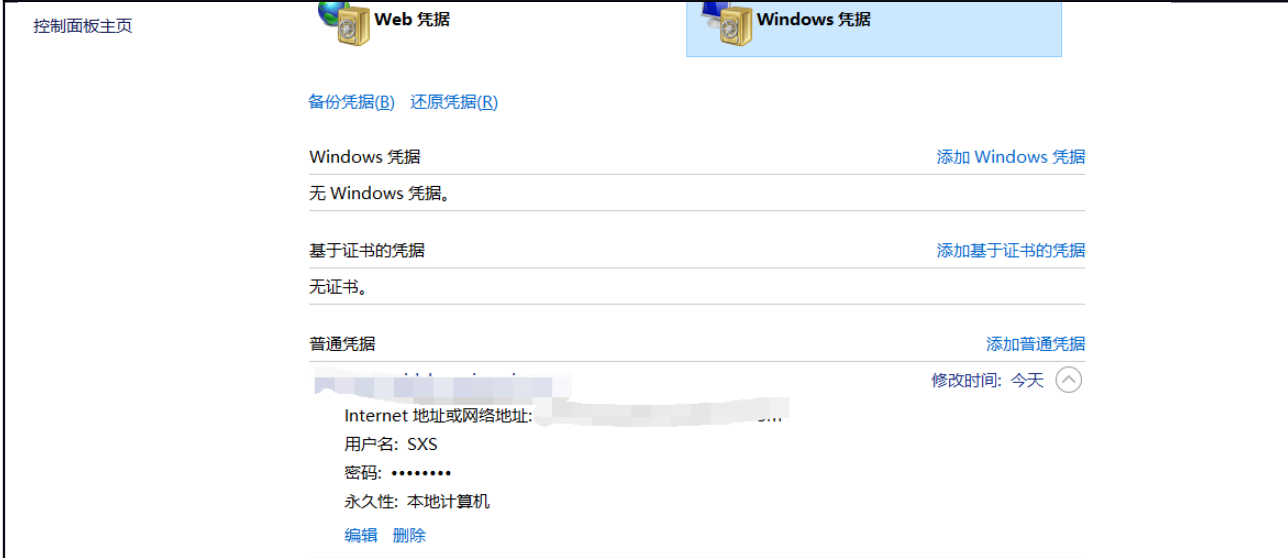 控制面板主页
Web 凭据
Windows 凭据
备份凭据(B) 还原凭据(R)
Windows 凭据 添加 Windows 凭据
无 Windows 凭据。
基于证书的凭据 添加基于证书的凭据
无证书。
普通凭据 添加普通凭据
修改时间: 今天
Internet 地址或网络地址:
用户名: SXS
密码: ••••••••
永久性: 本地计算机
编辑 删除